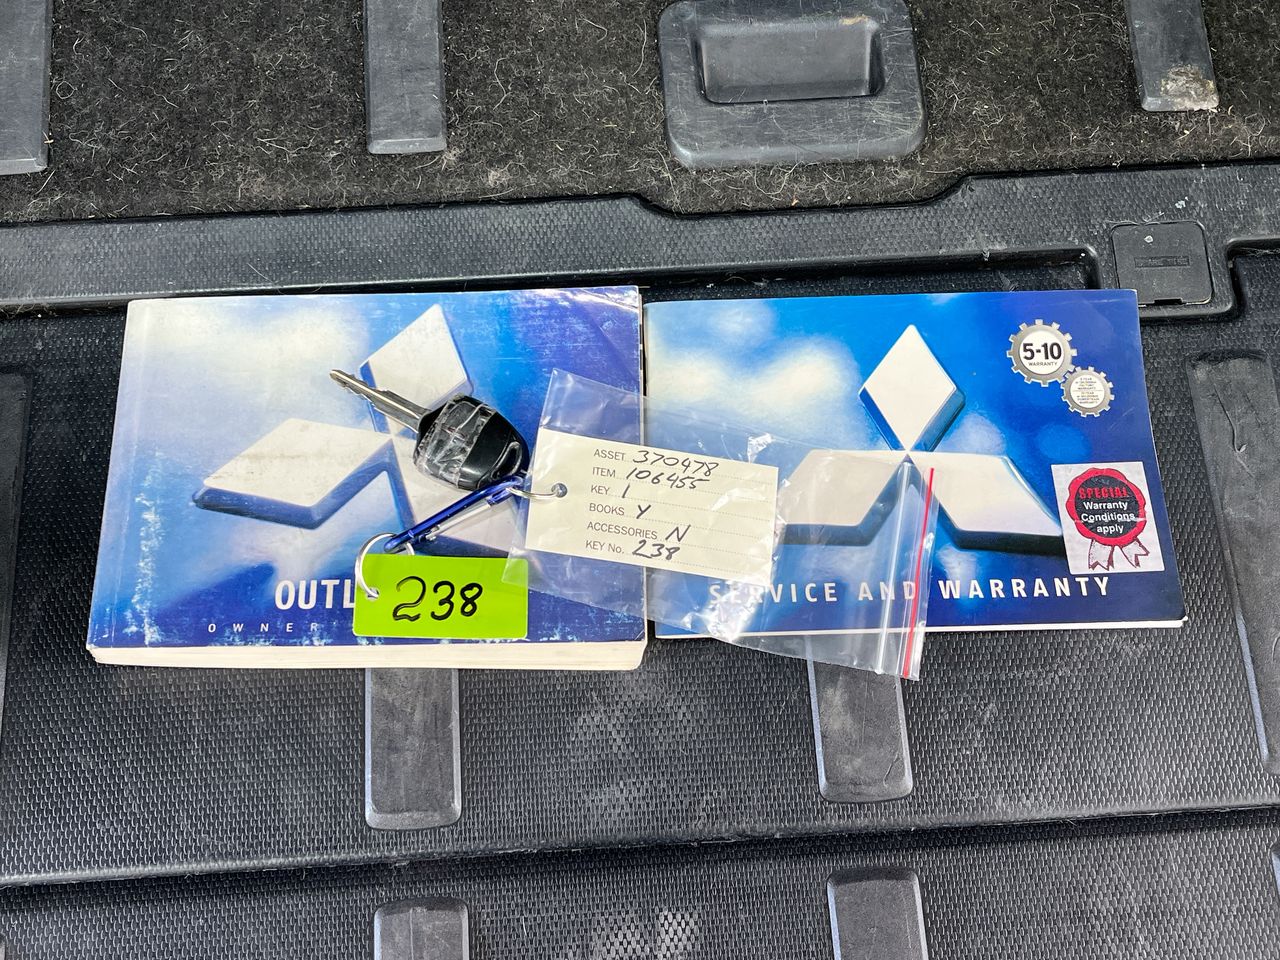 OUTL
OWNER
238
ASSET 370478
ITEM 106455
KEY 1
BOOKS Y
ACCESSORIES N
KEY No. 238
5-10
WARRANTY
SPECIAL
Warranty
Conditions
apply
SERVICE AND WARRANTY